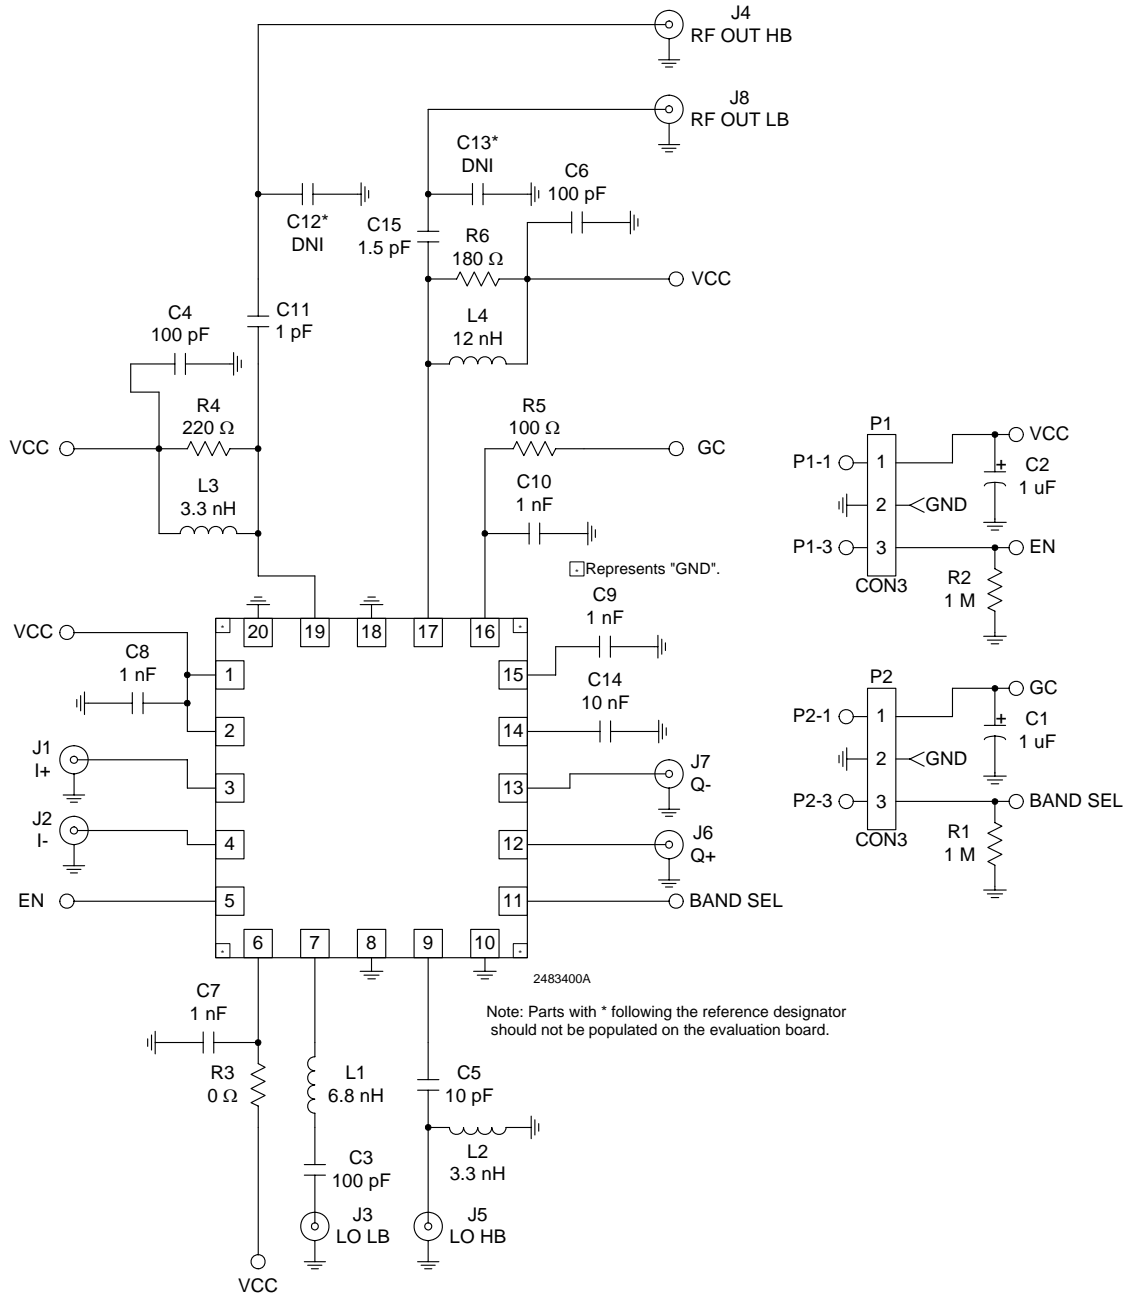 J4
RF OUT HB
J8
RF OUT LB
C13*
DNI
C6
100 pF
C12*
DNI
C15
1.5 pF
R6
180 Ω
VCC
C4
100 pF
C11
1 pF
L4
12 nH
R4
220 Ω
VCC
R5
100 Ω
GC
L3
3.3 nH
C10
1 nF
Represents "GND".
P1
P1-1
1
VCC
+
C2
1 uF
2
GND
P1-3
3
EN
CON3
R2
1 M
C9
1 nF
VCC
20
19
18
17
16
C8
1 nF
1
15
C14
10 nF
2
14
J1
I+
3
13
J7
Q-
J2
I-
4
12
J6
Q+
EN
5
11
BAND SEL
6
7
8
9
10
P2
P2-1
1
GC
+
C1
1 uF
2
GND
P2-3
3
BAND SEL
CON3
R1
1 M
2483400A
Note: Parts with * following the reference designator
should not be populated on the evaluation board.
C7
1 nF
R3
0 Ω
L1
6.8 nH
C5
10 pF
L2
3.3 nH
C3
100 pF
J3
LO LB
J5
LO HB
VCC